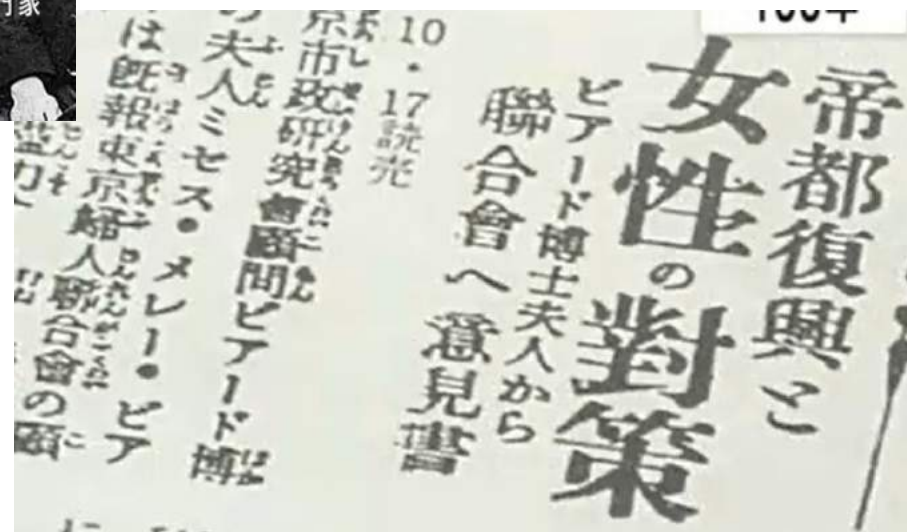 帝都復興と
女性の對策
ビアード博士夫人から
聯合會へ意見書
10・17読売
京市政研究會顧問ビアード博
の夫人ミセス・メレー・ビア
は既報東京婦人聯合會の顧